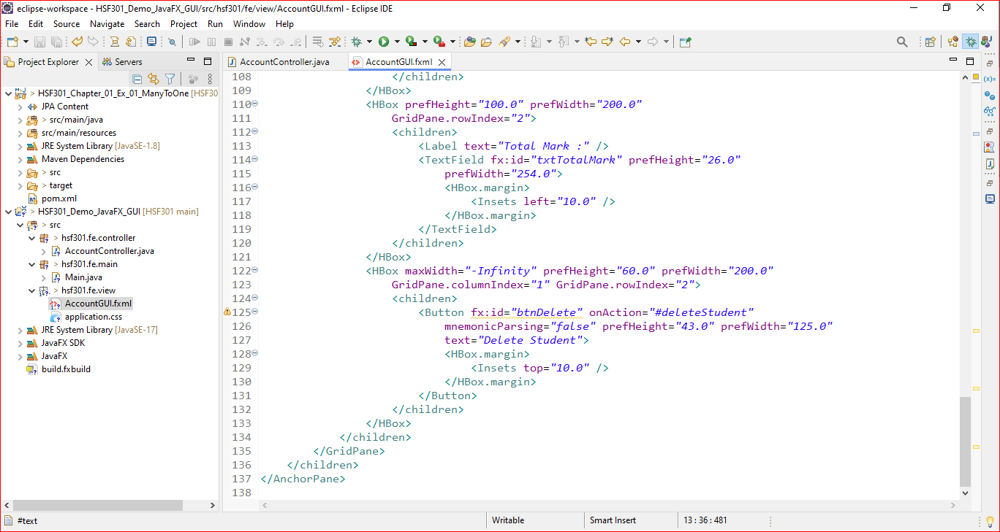 eclipse-workspace - HSF301_Demo_JavaFX_GUI/src/hsf301/fe/view/AccountGUI.fxml - Eclipse IDE
File Edit Source Navigate Search Project Run Window Help
Project Explorer Servers
AccountController.java AccountGUI.fxml
> HSF301_Chapter_01_Ex_01_ManyToOne [HSF30
JPA Content
> src/main/java
src/main/resources
JRE System Library [JavaSE-1.8]
Maven Dependencies
> src
> target
pom.xml
> HSF301_Demo_JavaFX_GUI [HSF301 main]
> src
> hsf301.fe.controller
AccountController.java
> hsf301.fe.main
Main.java
> hsf301.fe.view
AccountGUI.fxml
application.css
JRE System Library [JavaSE-17]
JavaFX SDK
JavaFX
build.fxbuild
108 </children>
109 </HBox>
110 <HBox prefHeight="100.0" prefWidth="200.0"
111 GridPane.rowIndex="2">
112 <children>
113 <Label text="Total Mark :" />
114 <TextField fx:id="txtTotalMark" prefHeight="26.0"
115 prefWidth="254.0">
116 <HBox.margin>
117 <Insets left="10.0" />
118 </HBox.margin>
119 </TextField>
120 </children>
121 </HBox>
122 <HBox maxWidth="-Infinity" prefHeight="60.0" prefWidth="200.0"
123 GridPane.columnIndex="1" GridPane.rowIndex="2">
124 <children>
125 <Button fx:id="btnDelete" onAction="#deleteStudent"
126 mnemonicParsing="false" prefHeight="43.0" prefWidth="125.0"
127 text="Delete Student">
128 <HBox.margin>
129 <Insets top="10.0" />
130 </HBox.margin>
131 </Button>
132 </children>
133 </HBox>
134 </children>
135 </GridPane>
136 </children>
137 </AnchorPane>
138
#text Writable Smart Insert 13 : 36 : 481